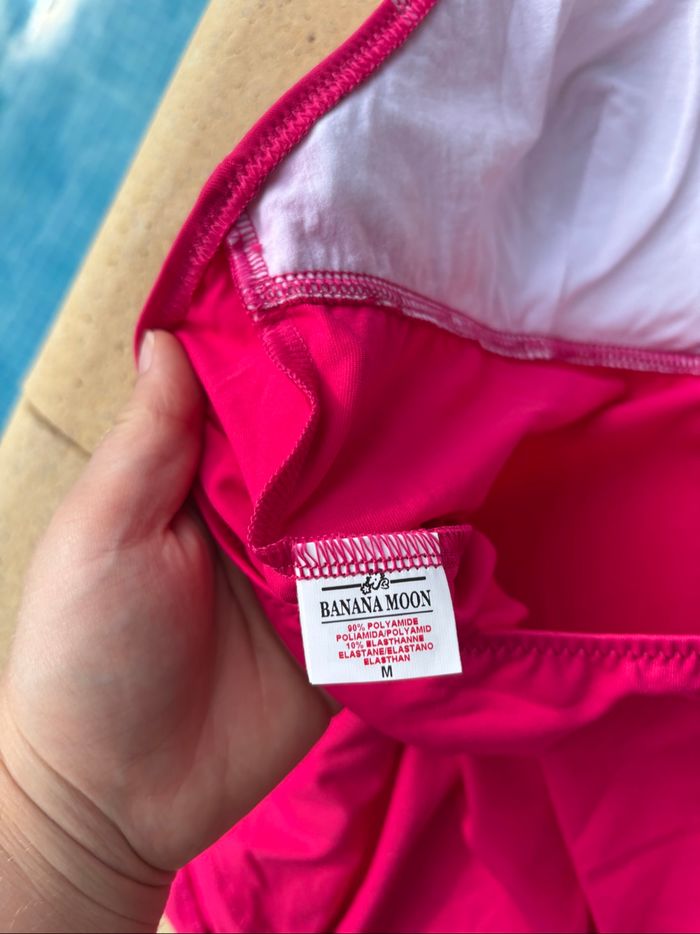 BANANA MOON
90% POLYAMIDE
POLIAMIDA/POLYAMID
10% ELASTHANNE
ELASTANE/ELASTANO
ELASTHAN
M